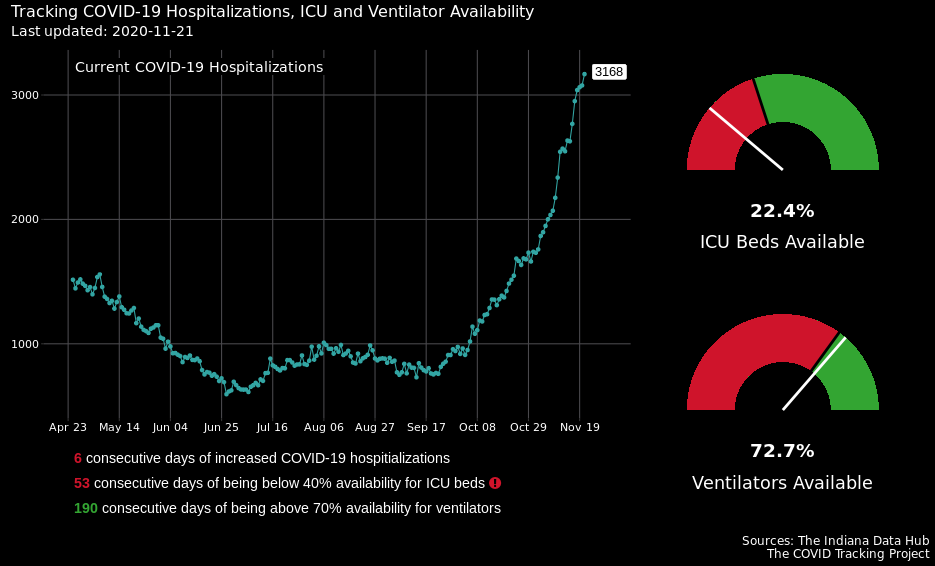 Tracking COVID-19 Hospitalizations, ICU and Ventilator Availability
Last updated: 2020-11-21
Current COVID-19 Hospitalizations
3168
3000
2000
1000
Apr 23 May 14 Jun 04 Jun 25 Jul 16 Aug 06 Aug 27 Sep 17 Oct 08 Oct 29 Nov 19
22.4%
ICU Beds Available
72.7%
Ventilators Available
6 consecutive days of increased COVID-19 hospitializations
53 consecutive days of being below 40% availability for ICU beds
190 consecutive days of being above 70% availability for ventilators
Sources: The Indiana Data Hub
The COVID Tracking Project